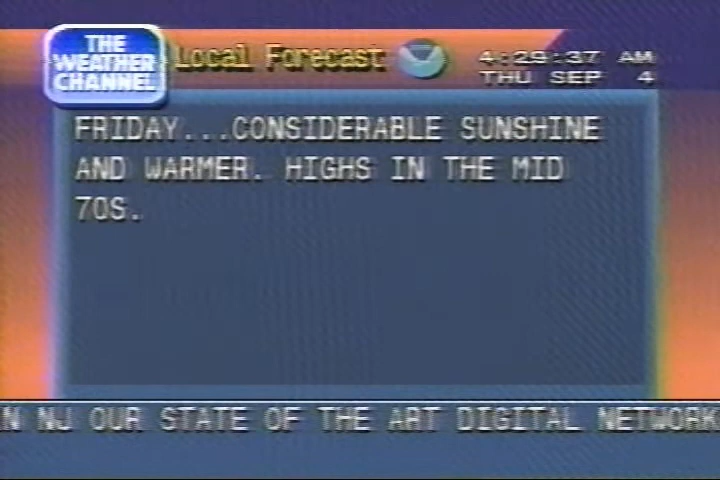 THE
WEATHER
CHANNEL
Local Forecast
4:29:37 AM
THU SEP 4
FRIDAY...CONSIDERABLE SUNSHINE
AND WARMER. HIGHS IN THE MID
70S.
N NJ OUR STATE OF THE ART DIGITAL NETWORK